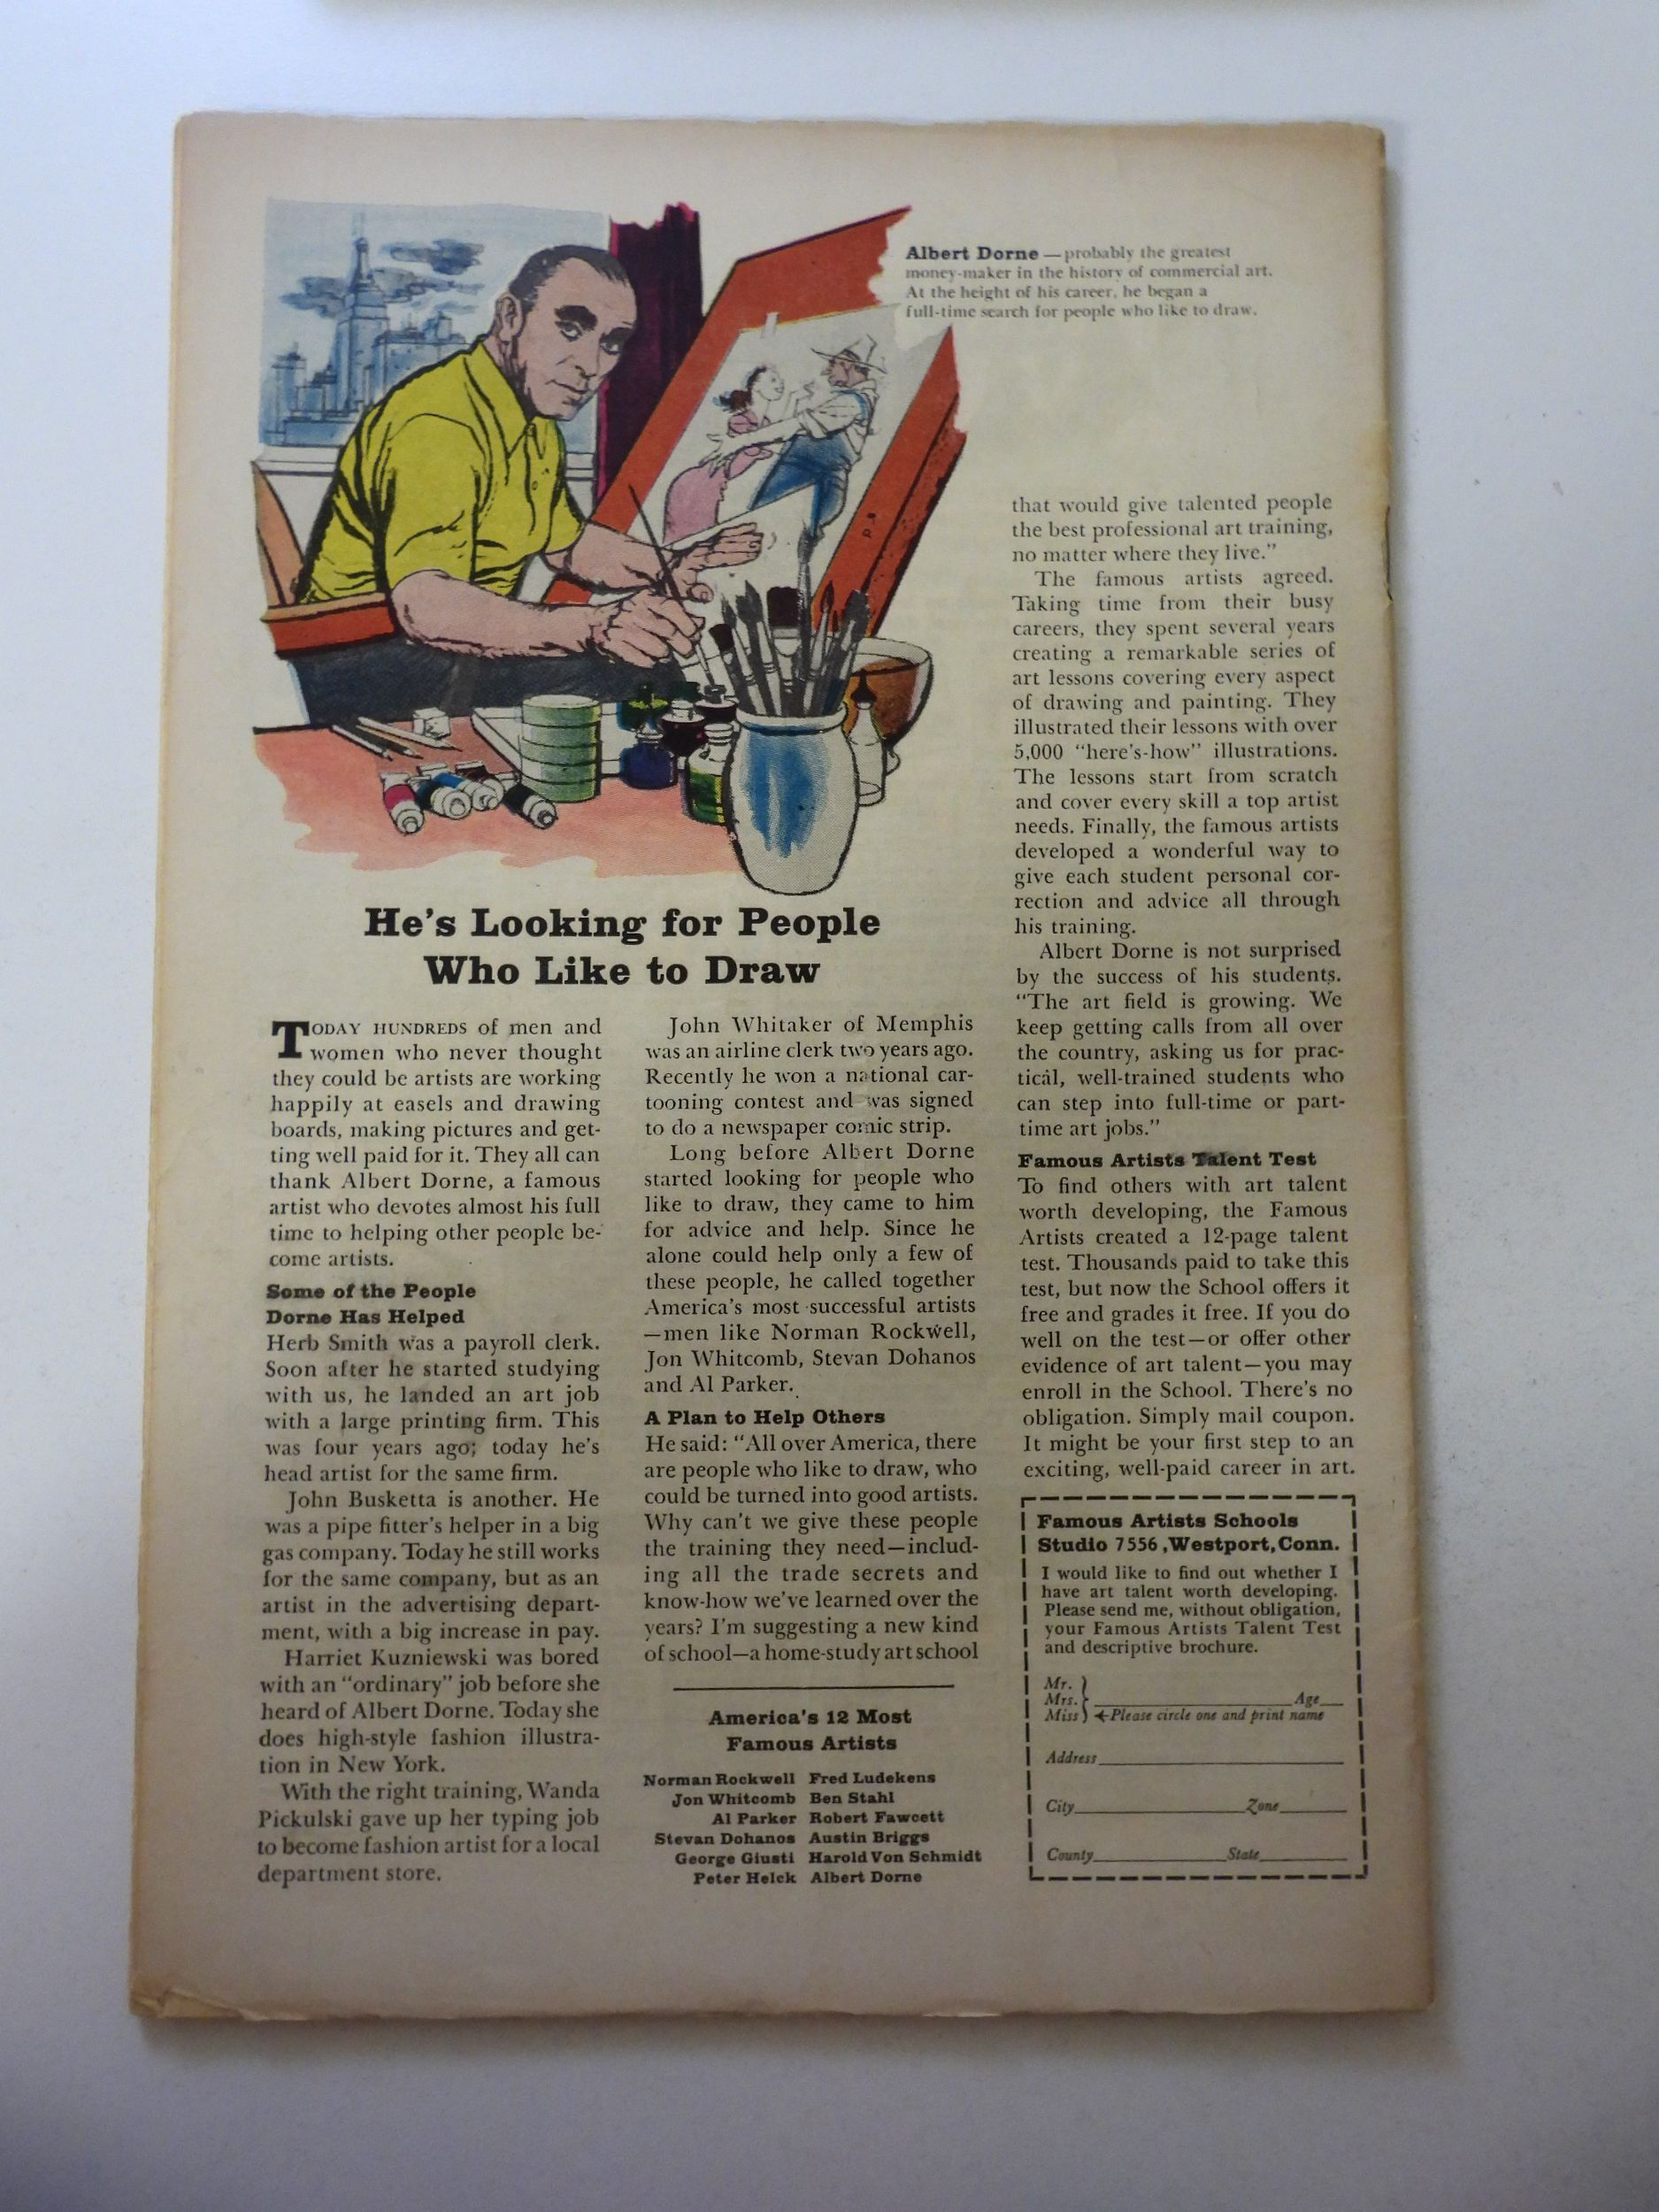 Albert Dorne — probably the greatest
money-maker in the history of commercial art.
At the height of his career, he began a
full-time search for people who like to draw.
He's Looking for People
Who Like to Draw
TODAY HUNDREDS of men and
women who never thought
they could be artists are working
happily at easels and drawing
boards, making pictures and get-
ting well paid for it. They all can
thank Albert Dorne, a famous
artist who devotes almost his full
time to helping other people be-
come artists.
Some of the People
Dorne Has Helped
Herb Smith was a payroll clerk.
Soon after he started studying
with us, he landed an art job
with a large printing firm. This
was four years ago; today he's
head artist for the same firm.
John Busketta is another. He
was a pipe fitter's helper in a big
gas company. Today he still works
for the same company, but as an
artist in the advertising depart-
ment, with a big increase in pay.
Harriet Kuzniewski was bored
with an "ordinary" job before she
heard of Albert Dorne. Today she
does high-style fashion illustra-
tion in New York.
With the right training, Wanda
Pickulski gave up her typing job
to become fashion artist for a local
department store.
John Whitaker of Memphis
was an airline clerk two years ago.
Recently he won a national car-
tooning contest and was signed
to do a newspaper comic strip.
Long before Albert Dorne
started looking for people who
like to draw, they came to him
for advice and help. Since he
alone could help only a few of
these people, he called together
America's most successful artists
—men like Norman Rockwell,
Jon Whitcomb, Stevan Dohanos
and Al Parker.
A Plan to Help Others
He said: "All over America, there
are people who like to draw, who
could be turned into good artists.
Why can't we give these people
the training they need—includ-
ing all the trade secrets and
know-how we've learned over the
years? I'm suggesting a new kind
of school—a home-study art school
America's 12 Most
Famous Artists
Norman Rockwell Fred Ludekens
Jon Whitcomb Ben Stahl
Al Parker Robert Fawcett
Stevan Dohanos Austin Briggs
George Giusti Harold Von Schmidt
Peter Helck Albert Dorne
that would give talented people
the best professional art training,
no matter where they live."
The famous artists agreed.
Taking time from their busy
careers, they spent several years
creating a remarkable series of
art lessons covering every aspect
of drawing and painting. They
illustrated their lessons with over
5,000 "here's-how" illustrations.
The lessons start from scratch
and cover every skill a top artist
needs. Finally, the famous artists
developed a wonderful way to
give each student personal cor-
rection and advice all through
his training.
Albert Dorne is not surprised
by the success of his students.
"The art field is growing. We
keep getting calls from all over
the country, asking us for prac-
tical, well-trained students who
can step into full-time or part-
time art jobs."
Famous Artists Talent Test
To find others with art talent
worth developing, the Famous
Artists created a 12-page talent
test. Thousands paid to take this
test, but now the School offers it
free and grades it free. If you do
well on the test—or offer other
evidence of art talent—you may
enroll in the School. There's no
obligation. Simply mail coupon.
It might be your first step to an
exciting, well-paid career in art.
Famous Artists Schools
Studio 7556, Westport, Conn.
I would like to find out whether I
have art talent worth developing.
Please send me, without obligation,
your Famous Artists Talent Test
and descriptive brochure.
Mr.
Mrs. Age
Miss ←Please circle one and print name
Address
City Zone
County State